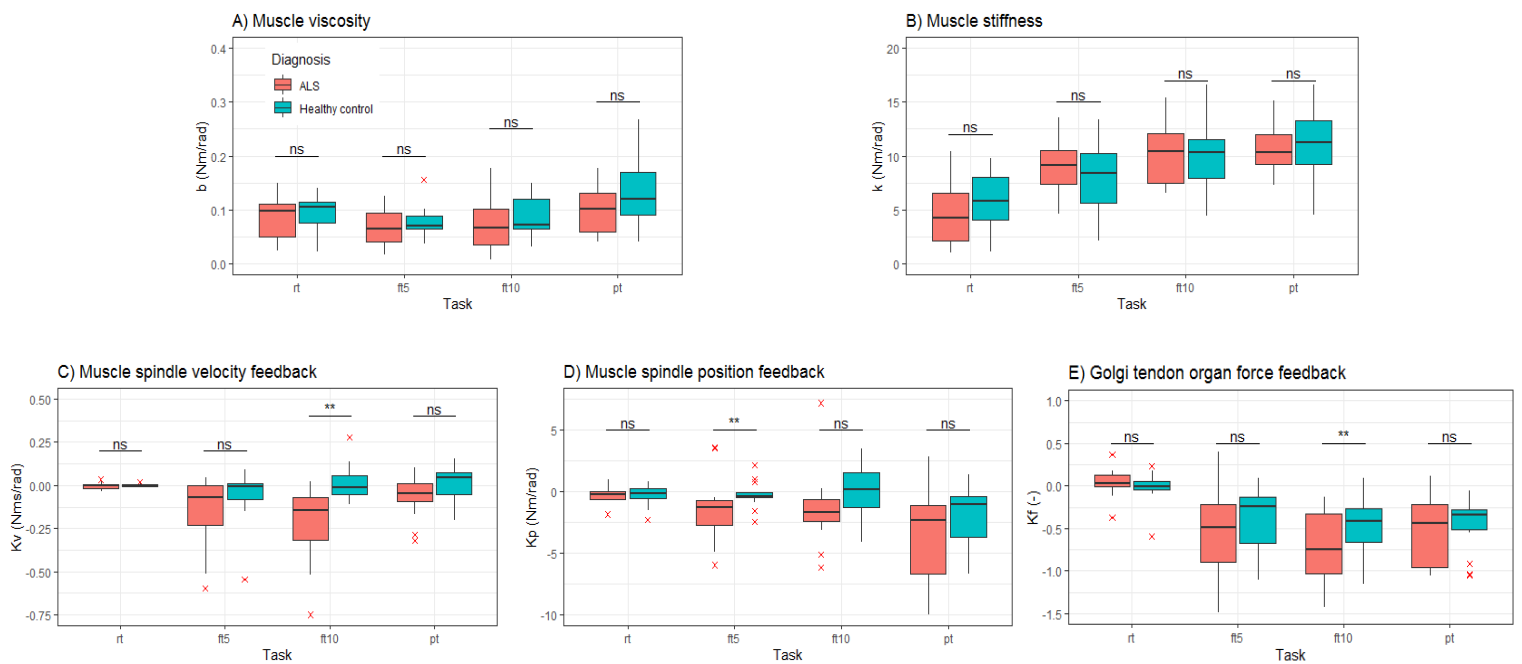 A) Muscle viscosity
0.4
0.3
0.2
0.1
0.0
b (Nm/rad)
Diagnosis
ALS
Healthy control
ns
ns
ns
ns
rt ft5 ft10 pt
Task
B) Muscle stiffness
20
15
10
5
0
k (Nm/rad)
ns
ns
ns
ns
rt ft5 ft10 pt
Task
C) Muscle spindle velocity feedback
0.50
0.25
0.00
-0.25
-0.50
-0.75
Kv (Nms/rad)
ns
ns
**
ns
rt ft5 ft10 pt
Task
D) Muscle spindle position feedback
5
0
-5
-10
Kp (Nm/rad)
ns
**
ns
ns
rt ft5 ft10 pt
Task
E) Golgi tendon organ force feedback
1.0
0.5
0.0
-0.5
-1.0
-1.5
Kf (-)
ns
ns
**
ns
rt ft5 ft10 pt
Task